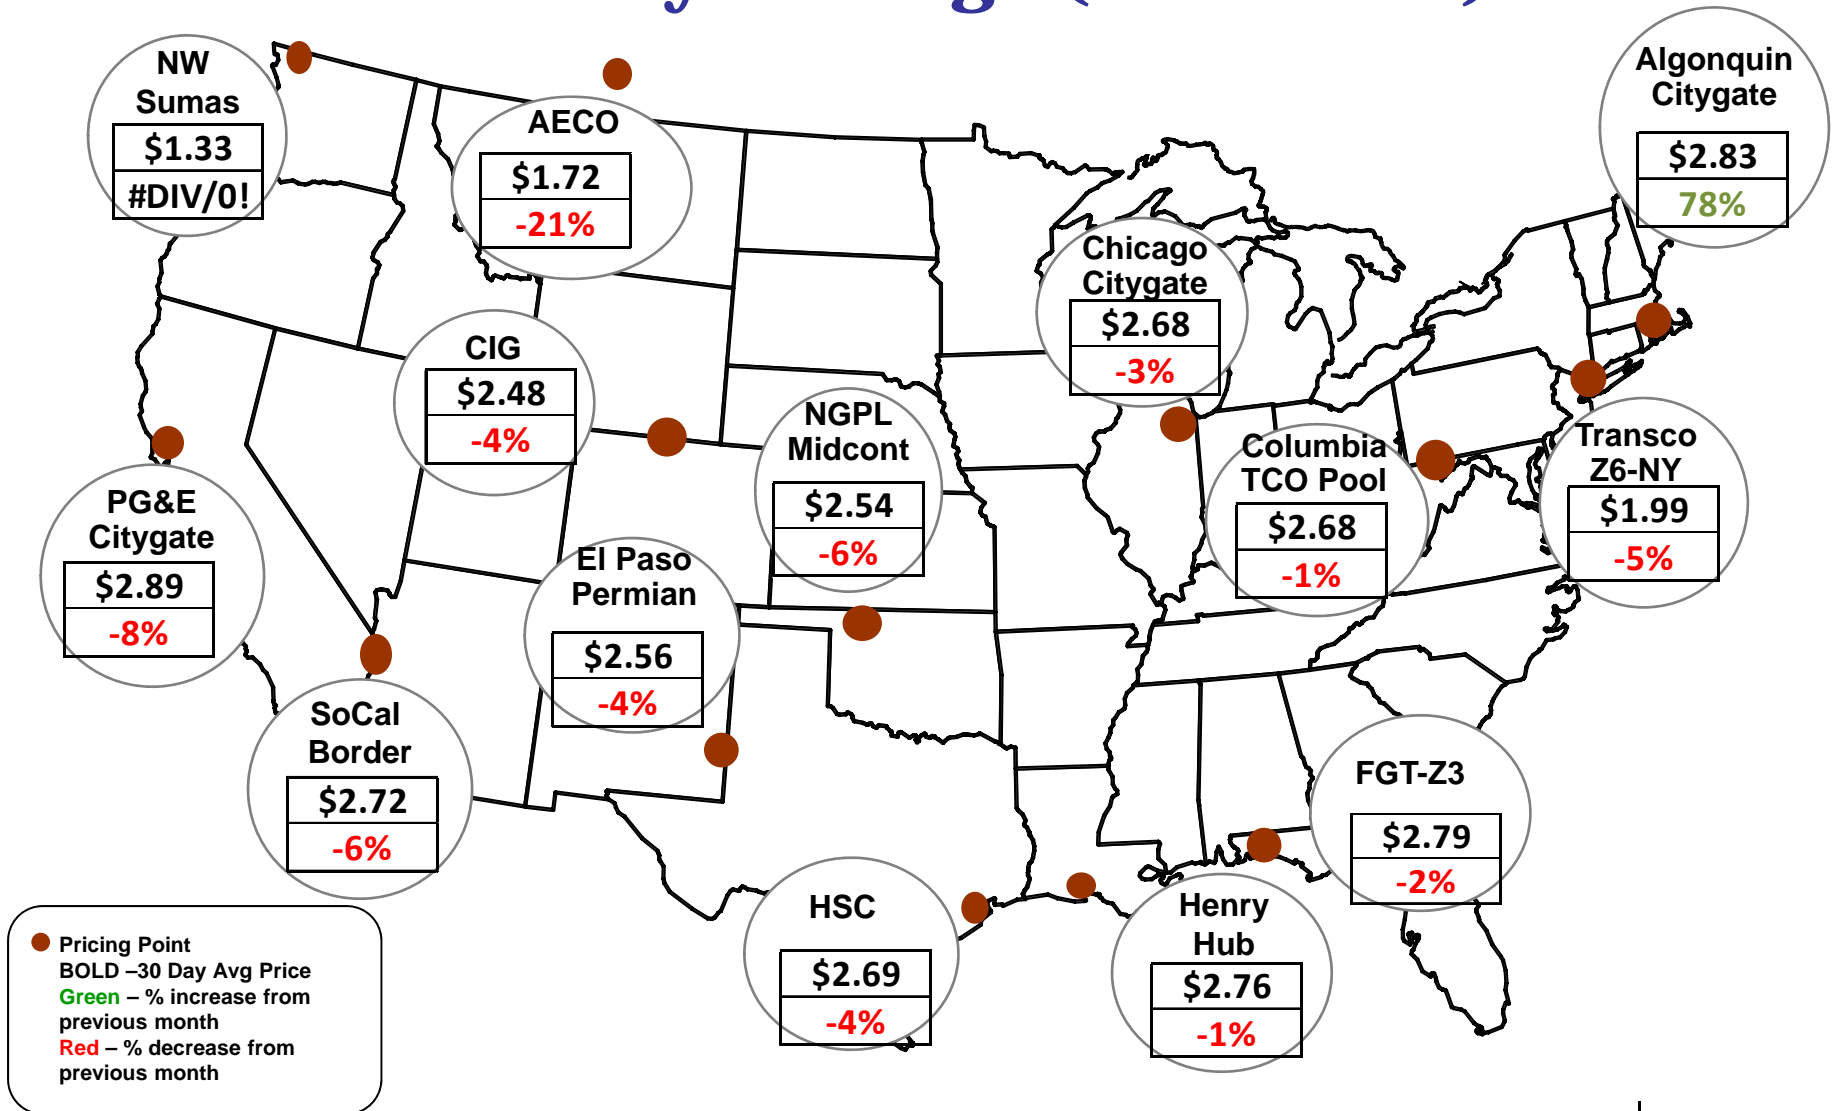 NW
Sumas
$1.33
#DIV/0!
AECO
$1.72
-21%
Algonquin
Citygate
$2.83
78%
Chicago
Citygate
$2.68
-3%
CIG
$2.48
-4%
NGPL
Midcont
$2.54
-6%
Columbia
TCO Pool
$2.68
-1%
Transco
Z6-NY
$1.99
-5%
PG&E
Citygate
$2.89
-8%
El Paso
Permian
$2.56
-4%
SoCal
Border
$2.72
-6%
FGT-Z3
$2.79
-2%
HSC
$2.69
-4%
Henry
Hub
$2.76
-1%
Pricing Point
BOLD –30 Day Avg Price
Green – % increase from
previous month
Red – % decrease from
previous month